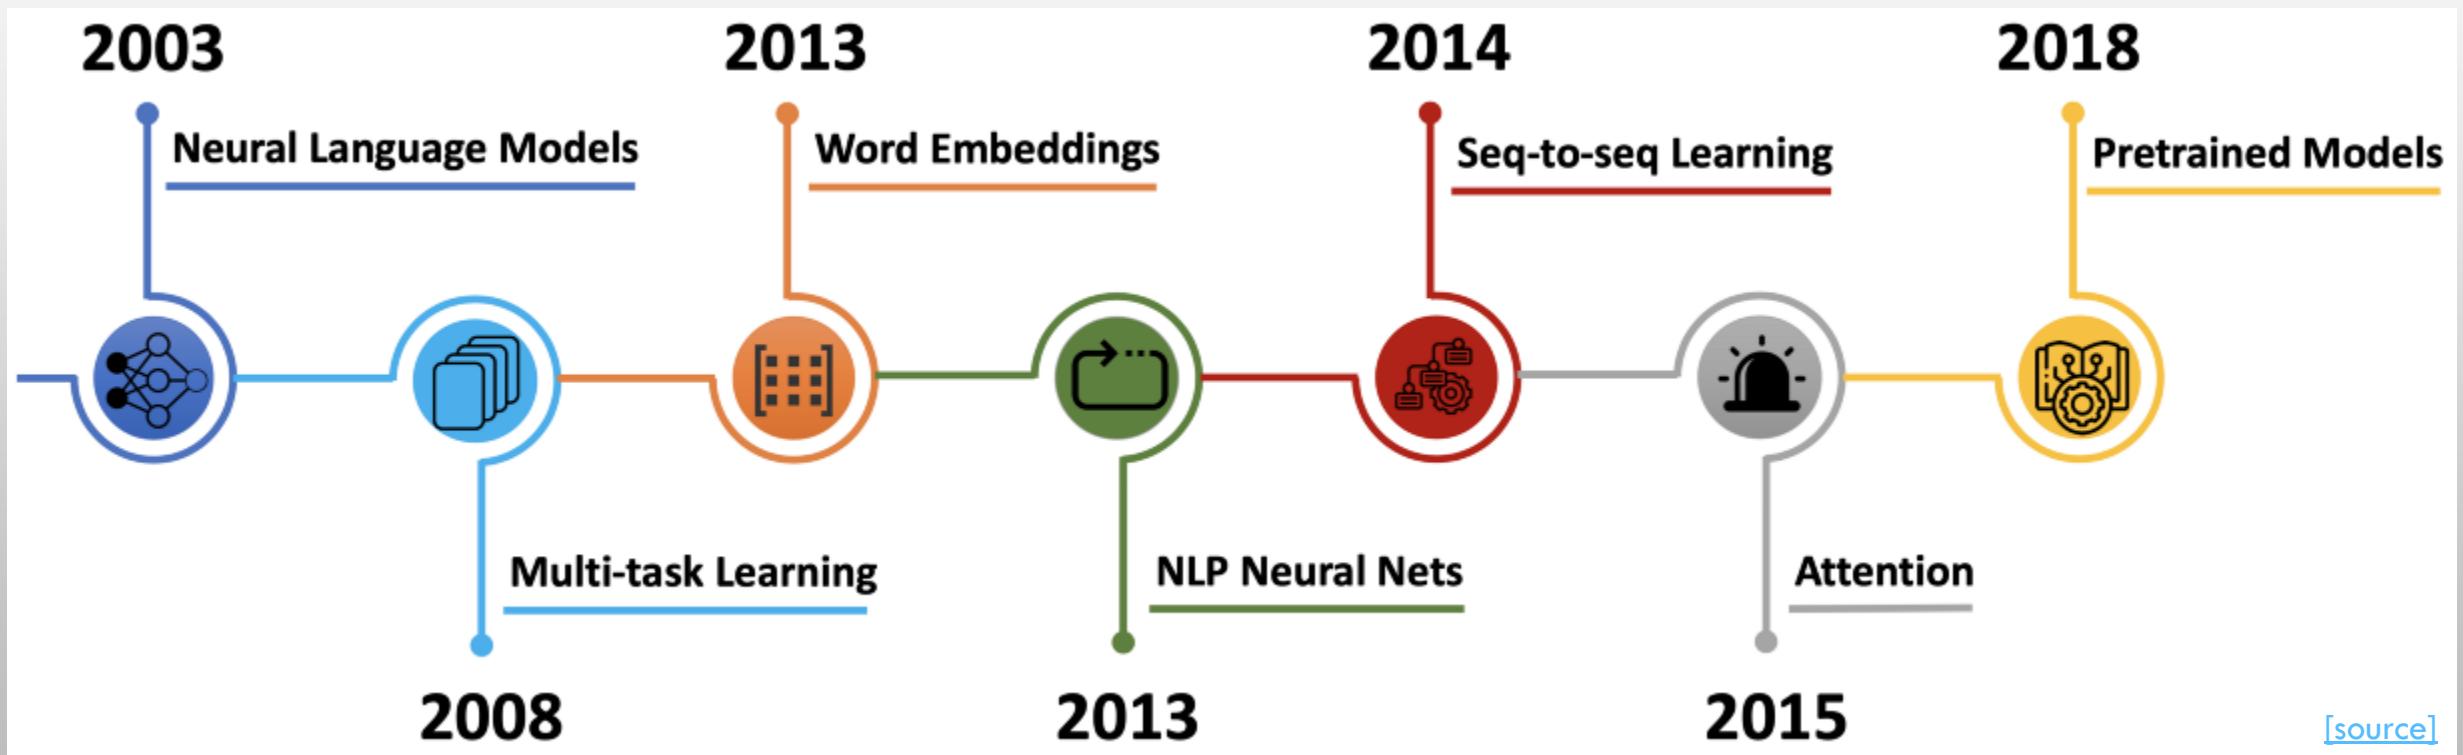 2003
Neural Language Models
2008
Multi-task Learning
2013
Word Embeddings
2013
NLP Neural Nets
2014
Seq-to-seq Learning
2015
Attention
2018
Pretrained Models
[source]